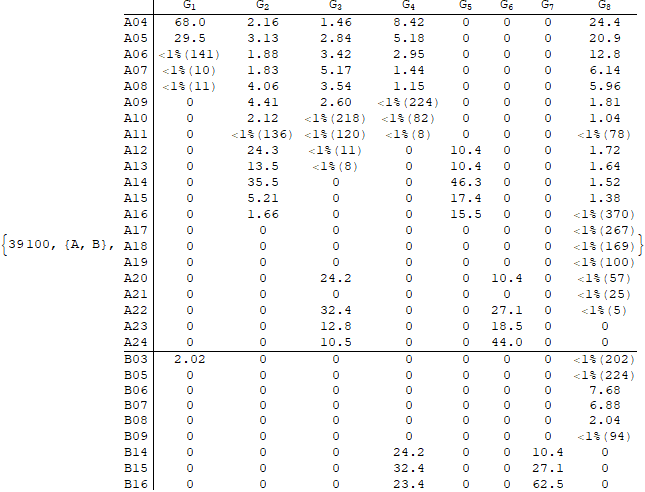 G1 G2 G3 G4 G5 G6 G7 G8
A04 68.0 2.16 1.46 8.42 0 0 0 24.4
A05 29.5 3.13 2.84 5.18 0 0 0 20.9
A06 <1%(141) 1.88 3.42 2.95 0 0 0 12.8
A07 <1%(10) 1.83 5.17 1.44 0 0 0 6.14
A08 <1%(11) 4.06 3.54 1.15 0 0 0 5.96
A09 0 4.41 2.60 <1%(224) 0 0 0 1.81
A10 0 2.12 <1%(218) <1%(82) 0 0 0 1.04
A11 0 <1%(136) <1%(120) <1%(8) 0 0 0 <1%(78)
A12 0 24.3 <1%(11) 0 10.4 0 0 1.72
A13 0 13.5 <1%(8) 0 10.4 0 0 1.64
A14 0 35.5 0 0 46.3 0 0 1.52
A15 0 5.21 0 0 17.4 0 0 1.38
A16 0 1.66 0 0 15.5 0 0 <1%(370)
A17 0 0 0 0 0 0 0 <1%(267)
{39100, {A, B}, A18 0 0 0 0 0 0 0 <1%(169)}
A19 0 0 0 0 0 0 0 <1%(100)
A20 0 0 24.2 0 0 10.4 0 <1%(57)
A21 0 0 0 0 0 0 0 <1%(25)
A22 0 0 32.4 0 0 27.1 0 <1%(5)
A23 0 0 12.8 0 0 18.5 0 0
A24 0 0 10.5 0 0 44.0 0 0
B03 2.02 0 0 0 0 0 0 <1%(202)
B05 0 0 0 0 0 0 0 <1%(224)
B06 0 0 0 0 0 0 0 7.68
B07 0 0 0 0 0 0 0 6.88
B08 0 0 0 0 0 0 0 2.04
B09 0 0 0 0 0 0 0 <1%(94)
B14 0 0 0 24.2 0 0 10.4 0
B15 0 0 0 32.4 0 0 27.1 0
B16 0 0 0 23.4 0 0 62.5 0